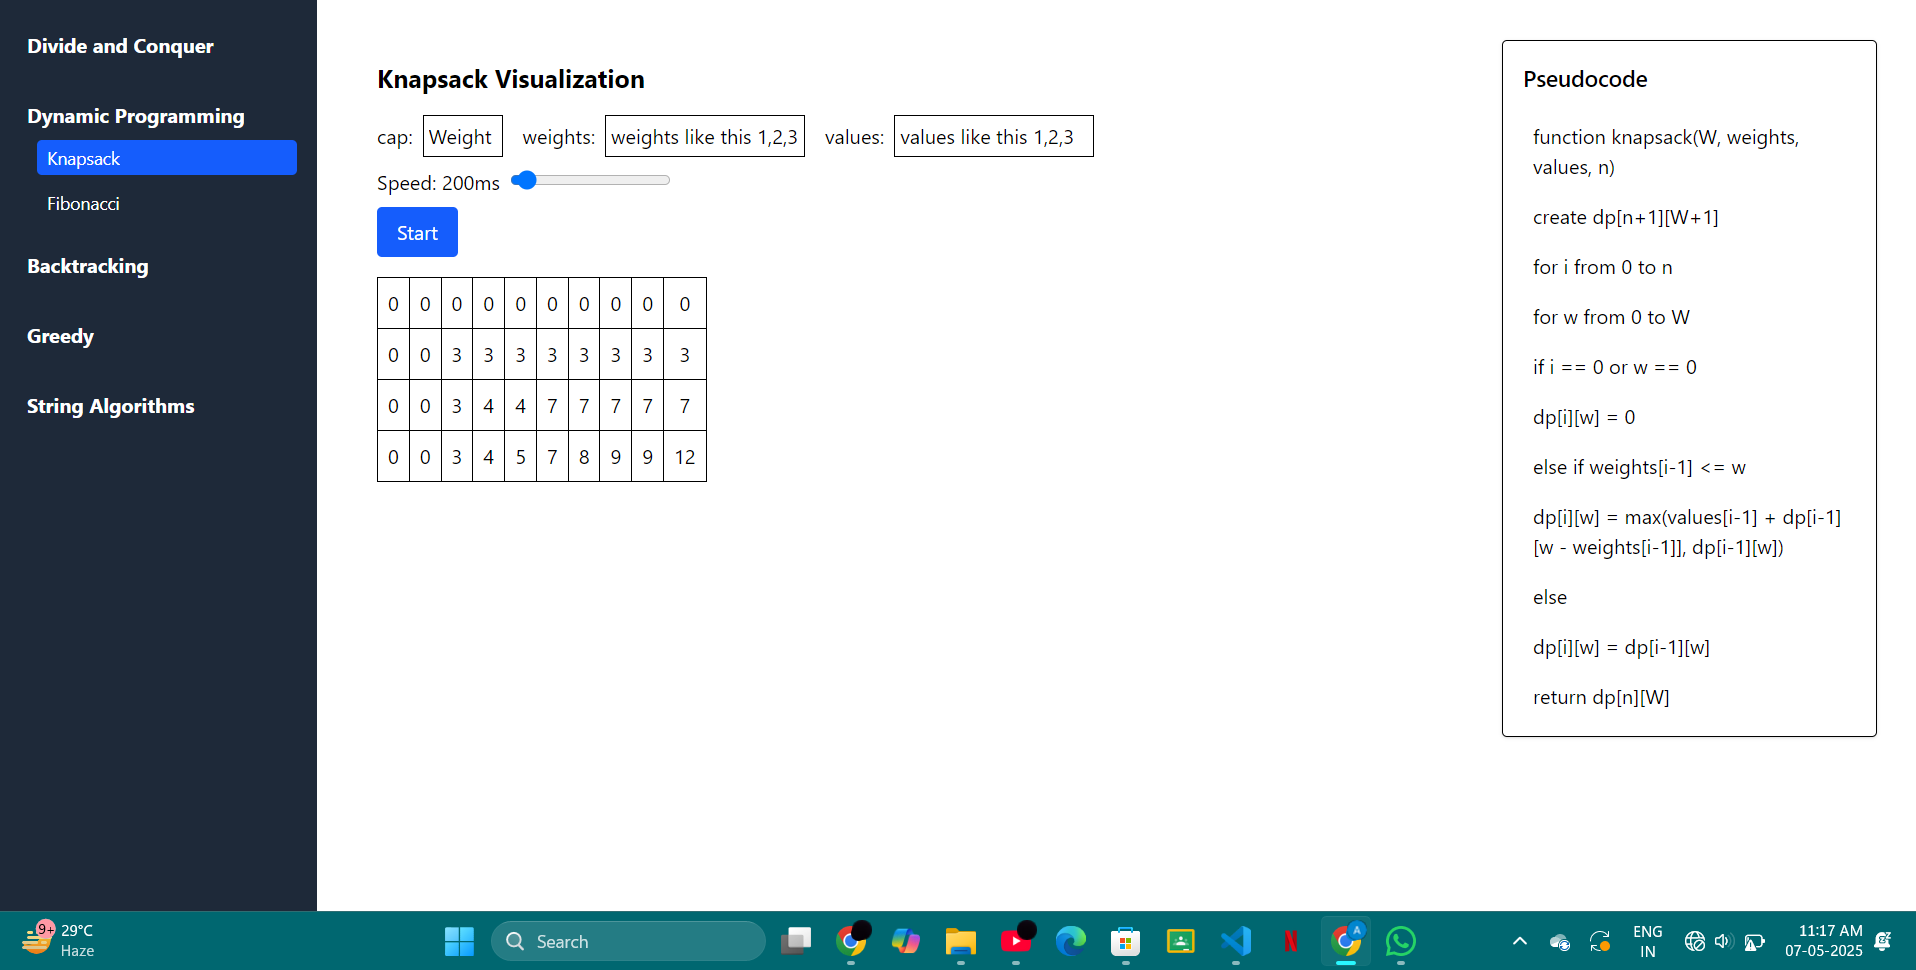 Divide and Conquer
Dynamic Programming
Knapsack
Fibonacci
Backtracking
Greedy
String Algorithms
Knapsack Visualization
cap: Weight weights: weights like this 1,2,3 values: values like this 1,2,3
Speed: 200ms
Start
0 0 0 0 0 0 0 0 0 0
0 0 3 3 3 3 3 3 3 3
0 0 3 4 4 7 7 7 7 7
0 0 3 4 5 7 8 9 9 12
Pseudocode
function knapsack(W, weights,
values, n)
create dp[n+1][W+1]
for i from 0 to n
for w from 0 to W
if i == 0 or w == 0
dp[i][w] = 0
else if weights[i-1] <= w
dp[i][w] = max(values[i-1] + dp[i-1]
[w - weights[i-1]], dp[i-1][w])
else
dp[i][w] = dp[i-1][w]
return dp[n][W]
9+
29°C
Haze
Search
A
ENG
IN
11:17 AM
07-05-2025